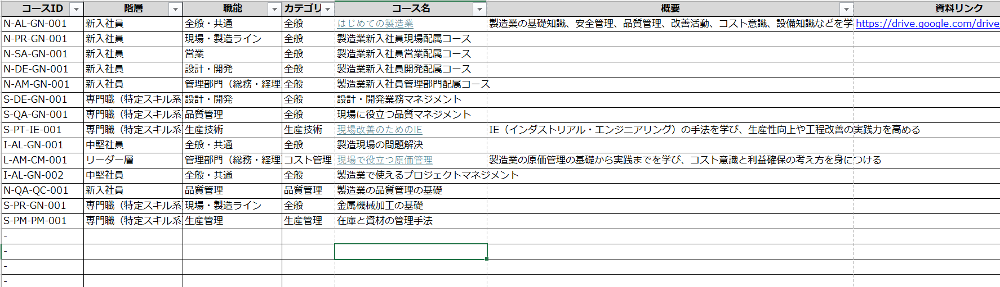 コースID 階層 職能 カテゴリ コース名 概要 資料リンク
N-AL-GN-001 新入社員 全般・共通 全般 はじめての製造業 製造業の基礎知識、安全管理、品質管理、改善活動、コスト意識、設備知識などを学 https://drive.google.com/drive
N-PR-GN-001 新入社員 現場・製造ライン 全般 製造業新入社員現場配属コース
N-SA-GN-001 新入社員 営業 全般 製造業新入社員営業配属コース
N-DE-GN-001 新入社員 設計・開発 全般 製造業新入社員開発配属コース
N-AM-GN-001 新入社員 管理部門（総務・経理 全般 製造業新入社員管理部門配属コース
S-DE-GN-001 専門職（特定スキル系 設計・開発 全般 設計・開発業務マネジメント
S-QA-GN-001 専門職（特定スキル系 品質管理 全般 現場に役立つ品質マネジメント
S-PT-IE-001 専門職（特定スキル系 生産技術 生産技術 現場改善のためのIE IE（インダストリアル・エンジニアリング）の手法を学び、生産性向上や工程改善の実践力を高める
I-AL-GN-001 中堅社員 全般・共通 全般 製造現場の問題解決
L-AM-CM-001 リーダー層 管理部門（総務・経理 コスト管理 現場で役立つ原価管理 製造業の原価管理の基礎から実践までを学び、コスト意識と利益確保の考え方を身につける
I-AL-GN-002 中堅社員 全般・共通 全般 製造業で使えるプロジェクトマネジメント
N-QA-QC-001 新入社員 品質管理 品質管理 製造業の品質管理の基礎
S-PR-GN-001 専門職（特定スキル系 現場・製造ライン 全般 金属機械加工の基礎
S-PM-PM-001 専門職（特定スキル系 生産管理 生産管理 在庫と資材の管理手法
-
-
-
-